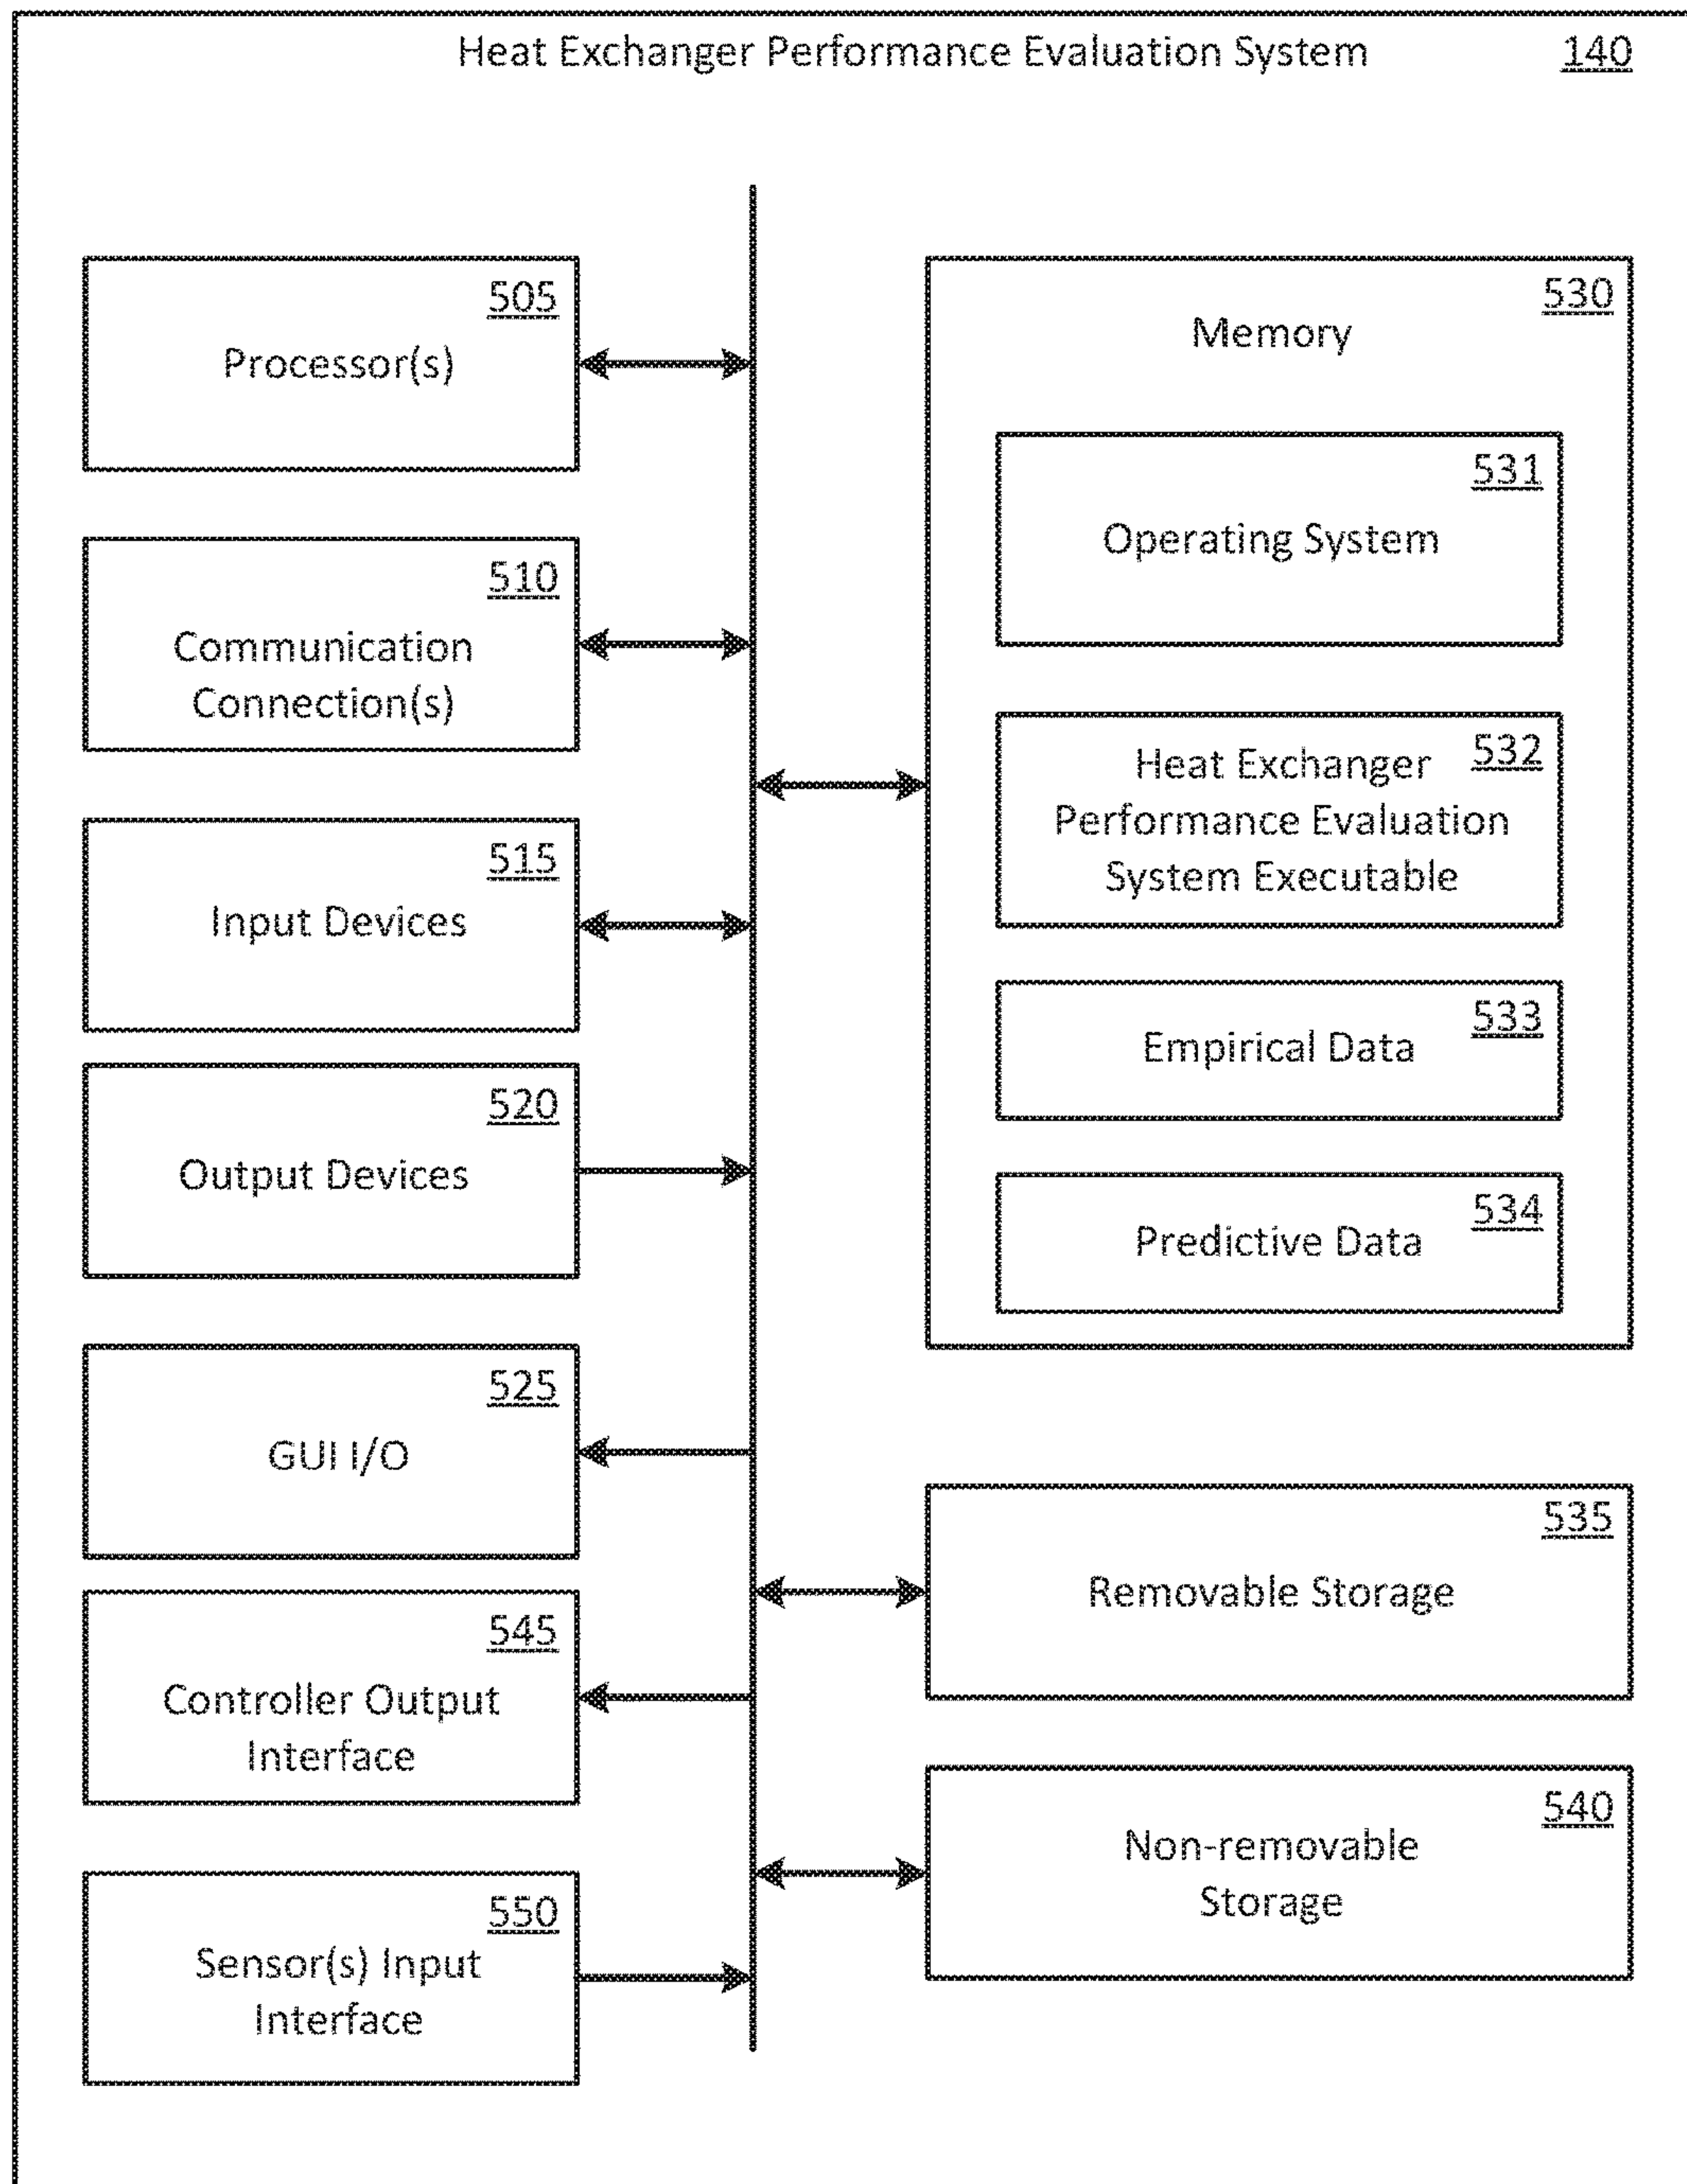 Heat Exchanger Performance Evaluation System 140
505
Processor(s)
510
Communication
Connection(s)
515
Input Devices
520
Output Devices
525
GUI I/O
545
Controller Output
Interface
550
Sensor(s) Input
Interface
530
Memory
531
Operating System
532
Heat Exchanger
Performance Evaluation
System Executable
533
Empirical Data
534
Predictive Data
535
Removable Storage
540
Non-removable
Storage